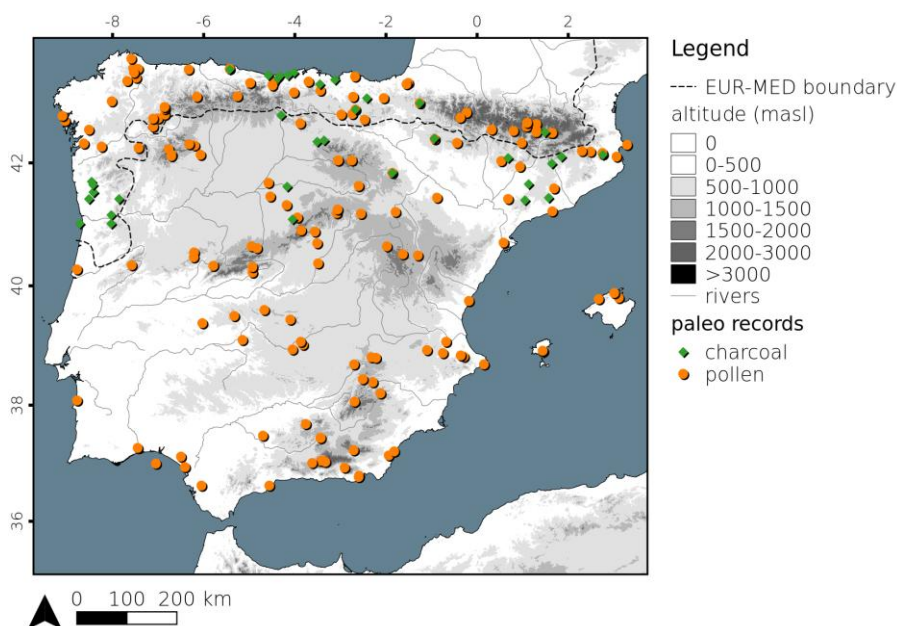 -8 -6 -4 -2 0 2
42
40
38
36
Legend
EUR-MED boundary
altitude (masl)
0
0-500
500-1000
1000-1500
1500-2000
2000-3000
>3000
rivers
paleo records
charcoal
pollen
0 100 200 km